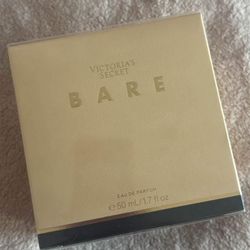 VICTORIA'S
SECRET
BARE
EAU DE PARFUM
℮ 50 mL/1.7 fl oz